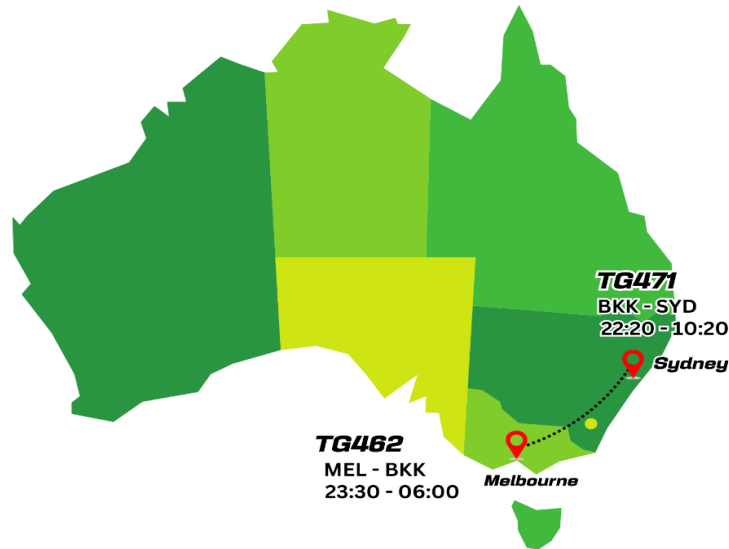 TG471
BKK - SYD
22:20 - 10:20
Sydney
TG462
MEL - BKK
23:30 - 06:00
Melbourne